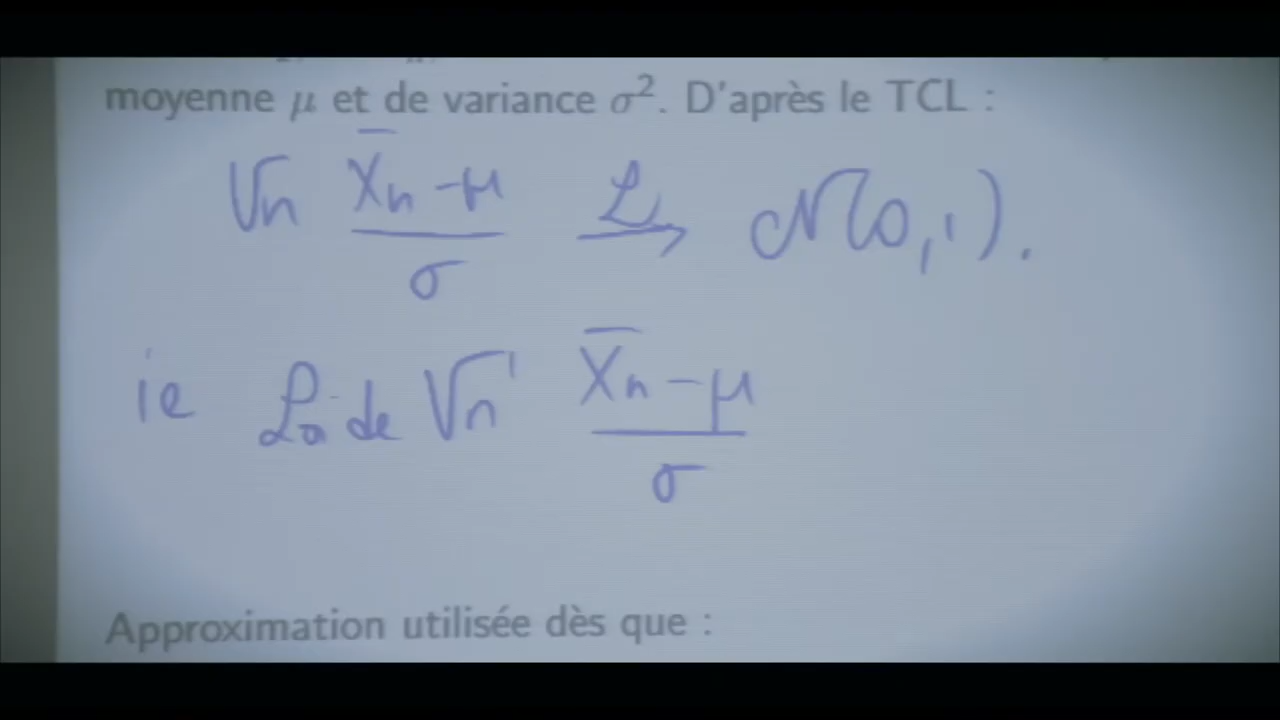 moyenne μ et de variance σ². D'après le TCL :
√n (X̄n − μ)/σ →ℒ 𝒩(0,1).
ie ℒ de √n (X̄n − μ)/σ
Approximation utilisée dès que :